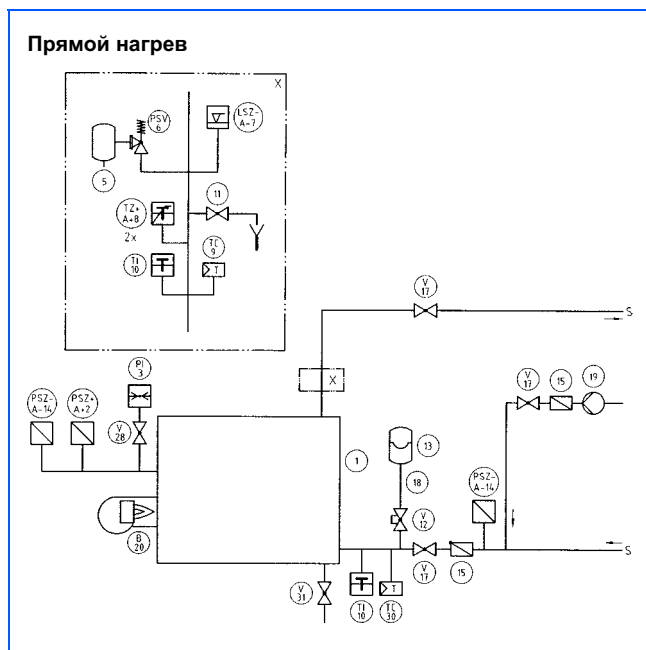 Прямой нагрев
X
PSV
6
LSZ-
A-7
5
11
TZ+
A+8
2x
TI
10
TC
9
T
V
17
S
X
PI
3
PSZ-
A-14
PSZ+
A+2
V
28
V
17
15
19
1
13
18
PSZ-
A-14
V
12
B
20
S
V
17
15
V
31
TI
10
TC
30
T